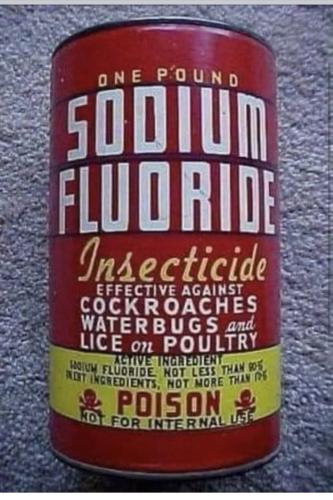 ONE POUND
SODIUM
FLUORIDE
Insecticide
EFFECTIVE AGAINST
COCKROACHES
WATERBUGS and
LICE on POULTRY
ACTIVE INGREDIENT
SODIUM FLUORIDE, NOT LESS THAN 90%
INERT INGREDIENTS, NOT MORE THAN 10%
POISON
NOT FOR INTERNAL USE